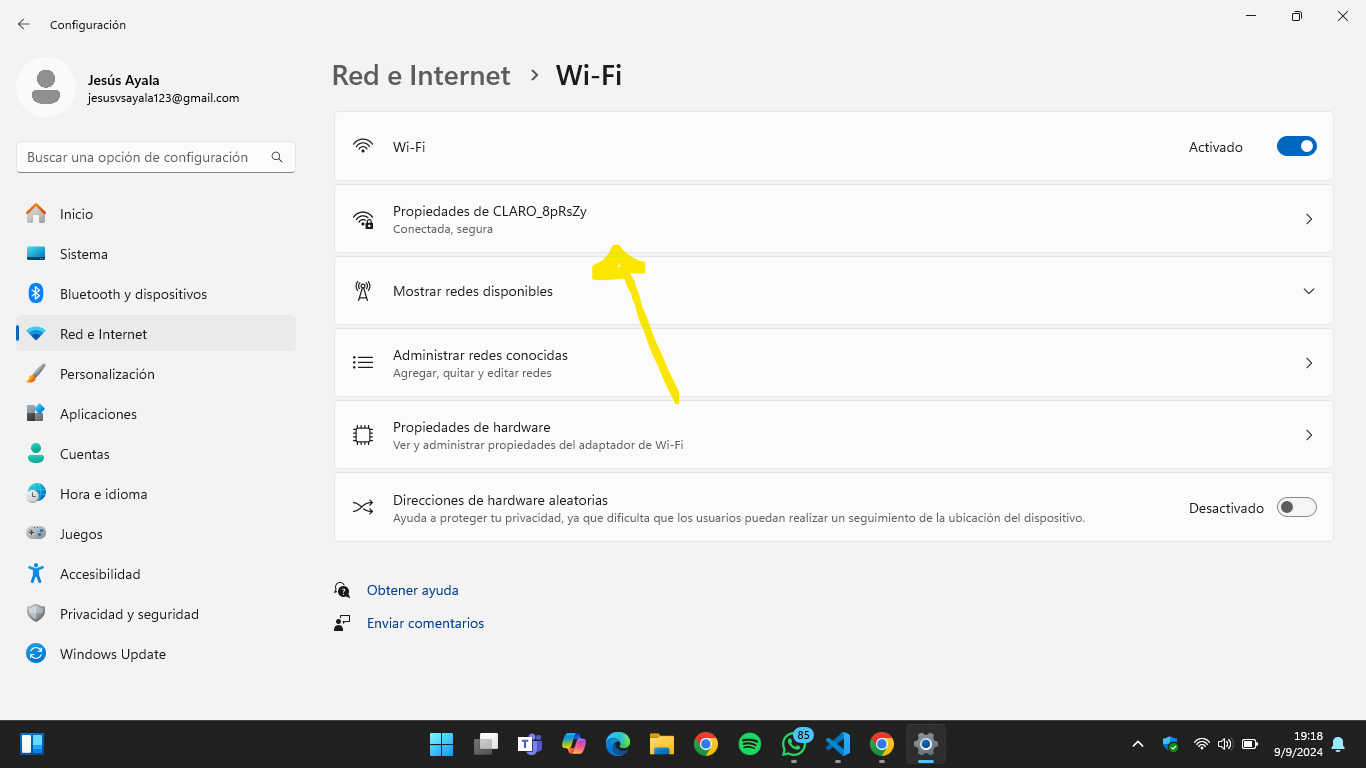 Configuración
Jesús Ayala
jesusvsayala123@gmail.com
Buscar una opción de configuración
Inicio
Sistema
Bluetooth y dispositivos
Red e Internet
Personalización
Aplicaciones
Cuentas
Hora e idioma
Juegos
Accesibilidad
Privacidad y seguridad
Windows Update
Red e Internet > Wi-Fi
Wi-Fi
Activado
Propiedades de CLARO_8pRsZy
Conectada, segura
Mostrar redes disponibles
Administrar redes conocidas
Agregar, quitar y editar redes
Propiedades de hardware
Ver y administrar propiedades del adaptador de Wi-Fi
Direcciones de hardware aleatorias
Ayuda a proteger tu privacidad, ya que dificulta que los usuarios puedan realizar un seguimiento de la ubicación del dispositivo.
Desactivado
Obtener ayuda
Enviar comentarios
85
19:18
9/9/2024